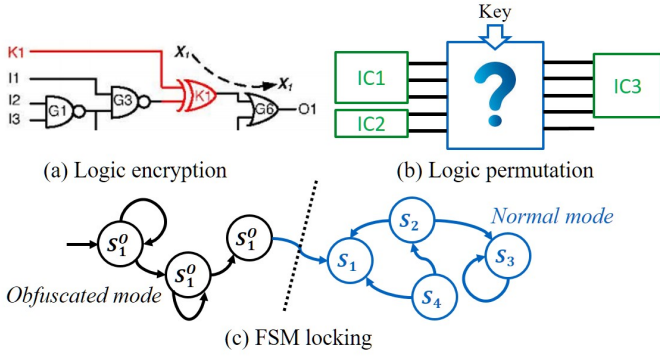 K1
I1
I2
I3
G1
G3
K1
X₁
X₁
G6
O1
(a) Logic encryption
Key
IC1
IC2
?
IC3
(b) Logic permutation
S₁ᴼ
S₁ᴼ
S₁ᴼ
Obfuscated mode
S₁
S₂
S₃
S₄
Normal mode
(c) FSM locking